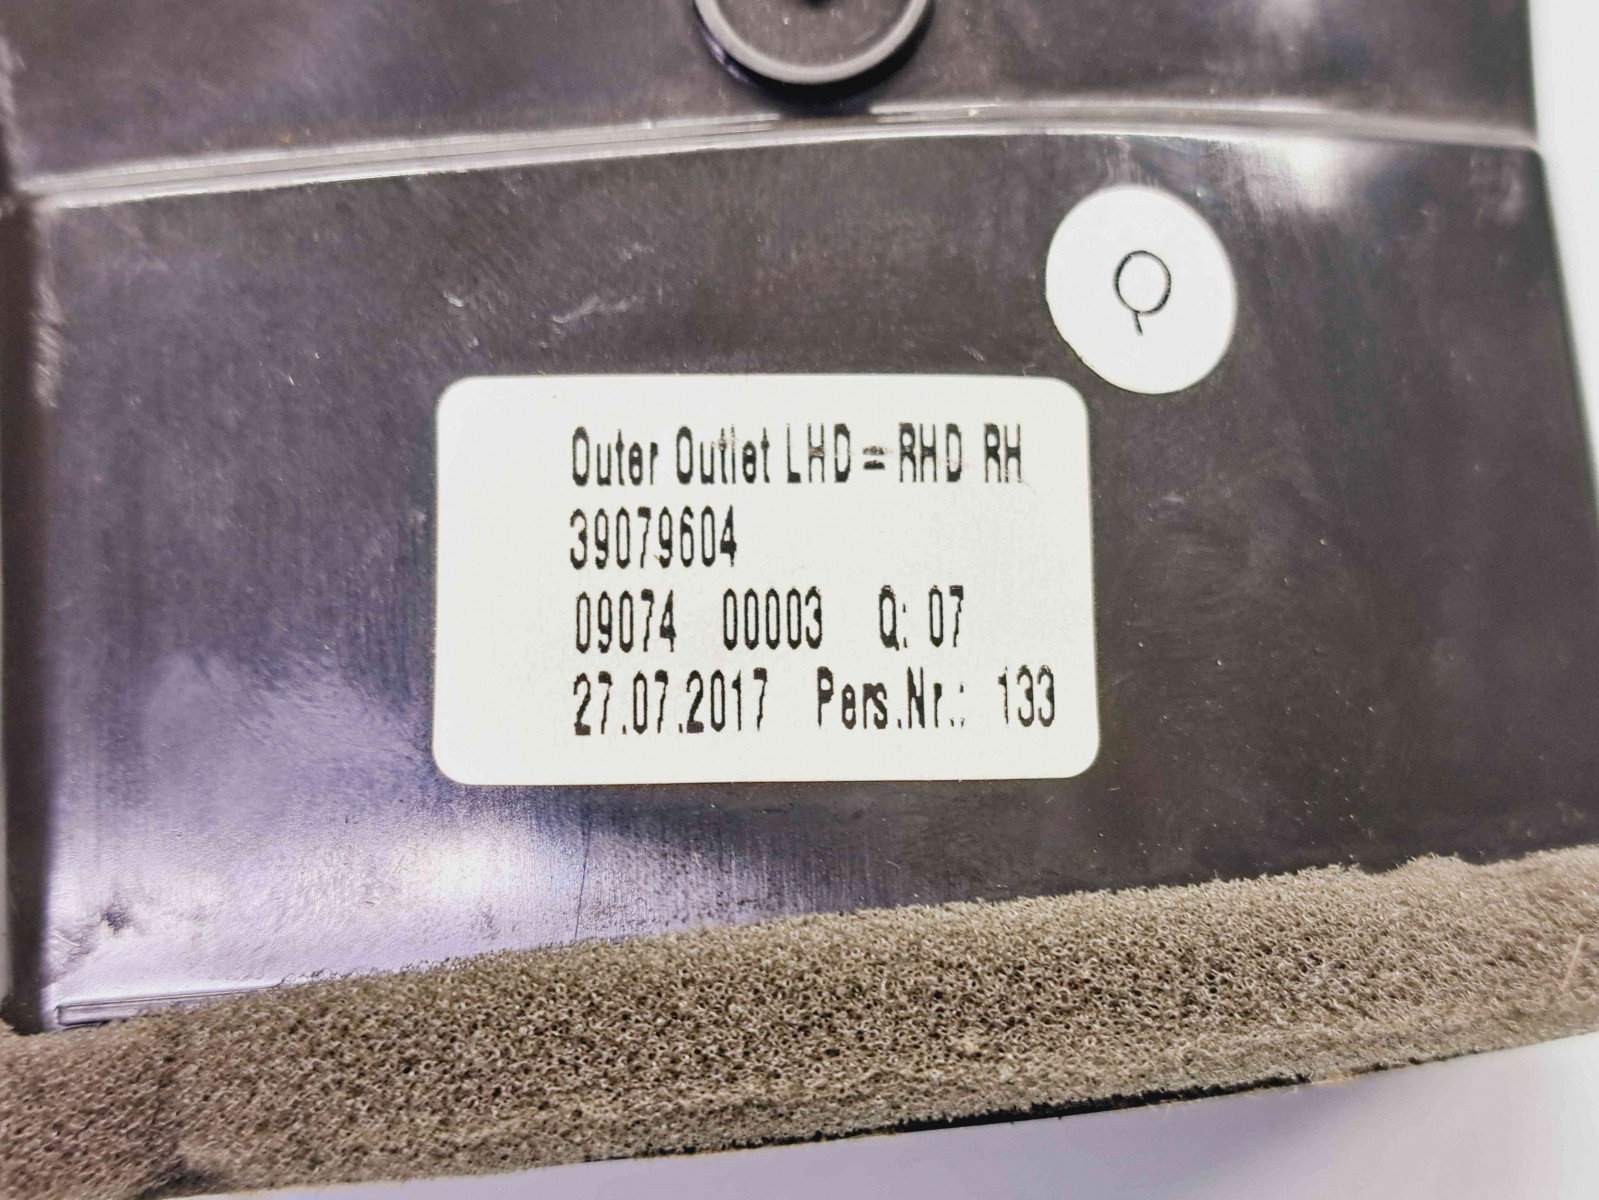 Q
Outer Outlet LHD = RHD RH
39079604
09074 00003 Q: 07
27.07.2017 Pers.Nr.: 133